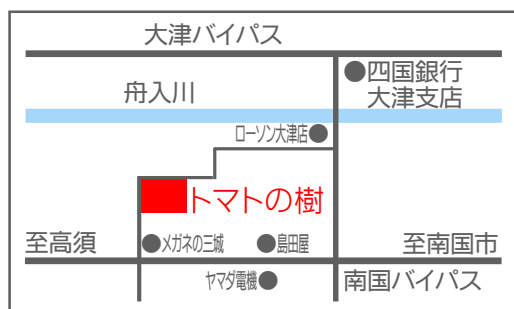 大津バイパス
●四国銀行
大津支店
舟入川
ローソン大津店●
トマトの樹
至高須
●メガネの三城
●島田屋
至南国市
ヤマダ電機●
南国バイパス